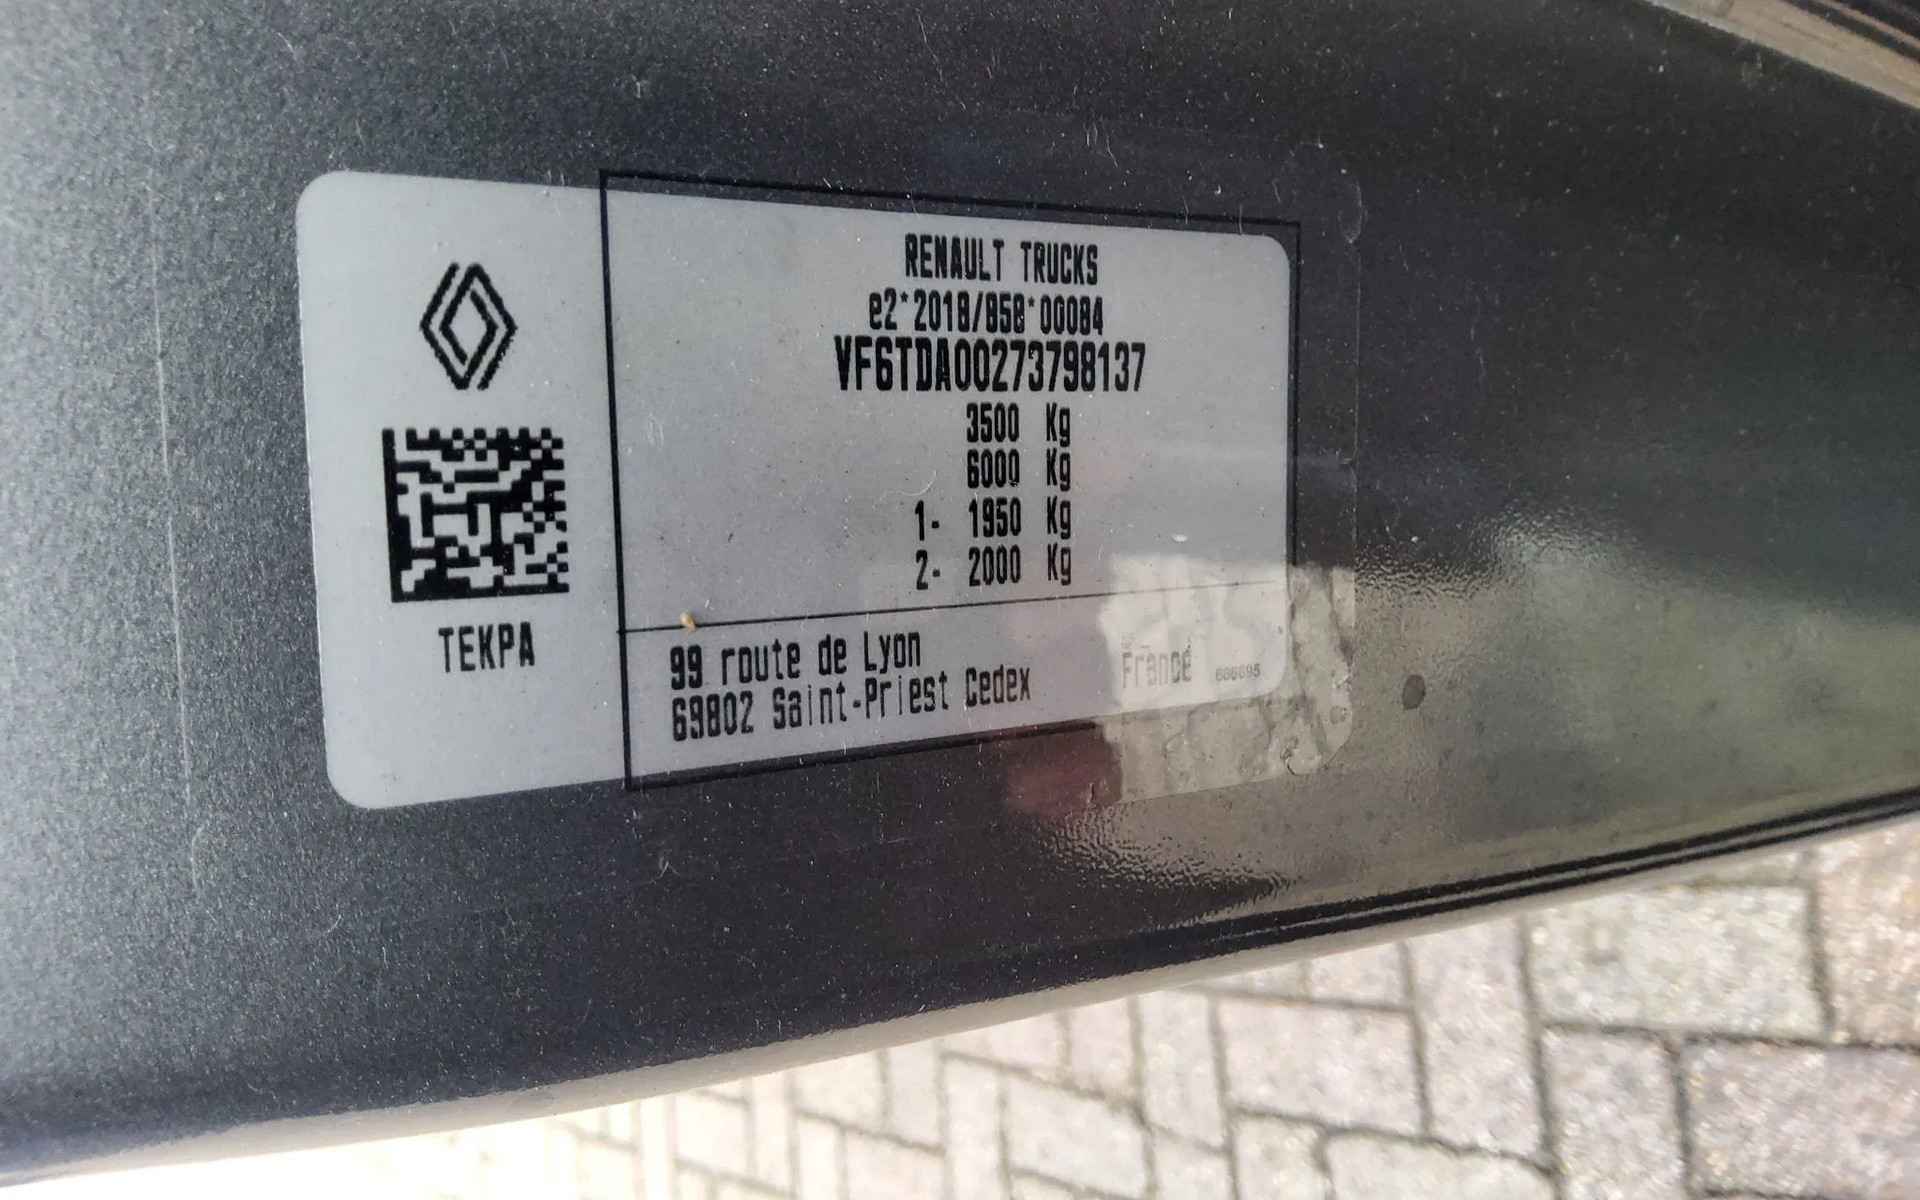 RENAULT TRUCKS
e2*2018/858*00084
VF6TDA00273798137
3500 Kg
6000 Kg
1- 1950 Kg
2- 2000 Kg
TEKPA
99 route de Lyon
69802 Saint-Priest Cedex
France
666695